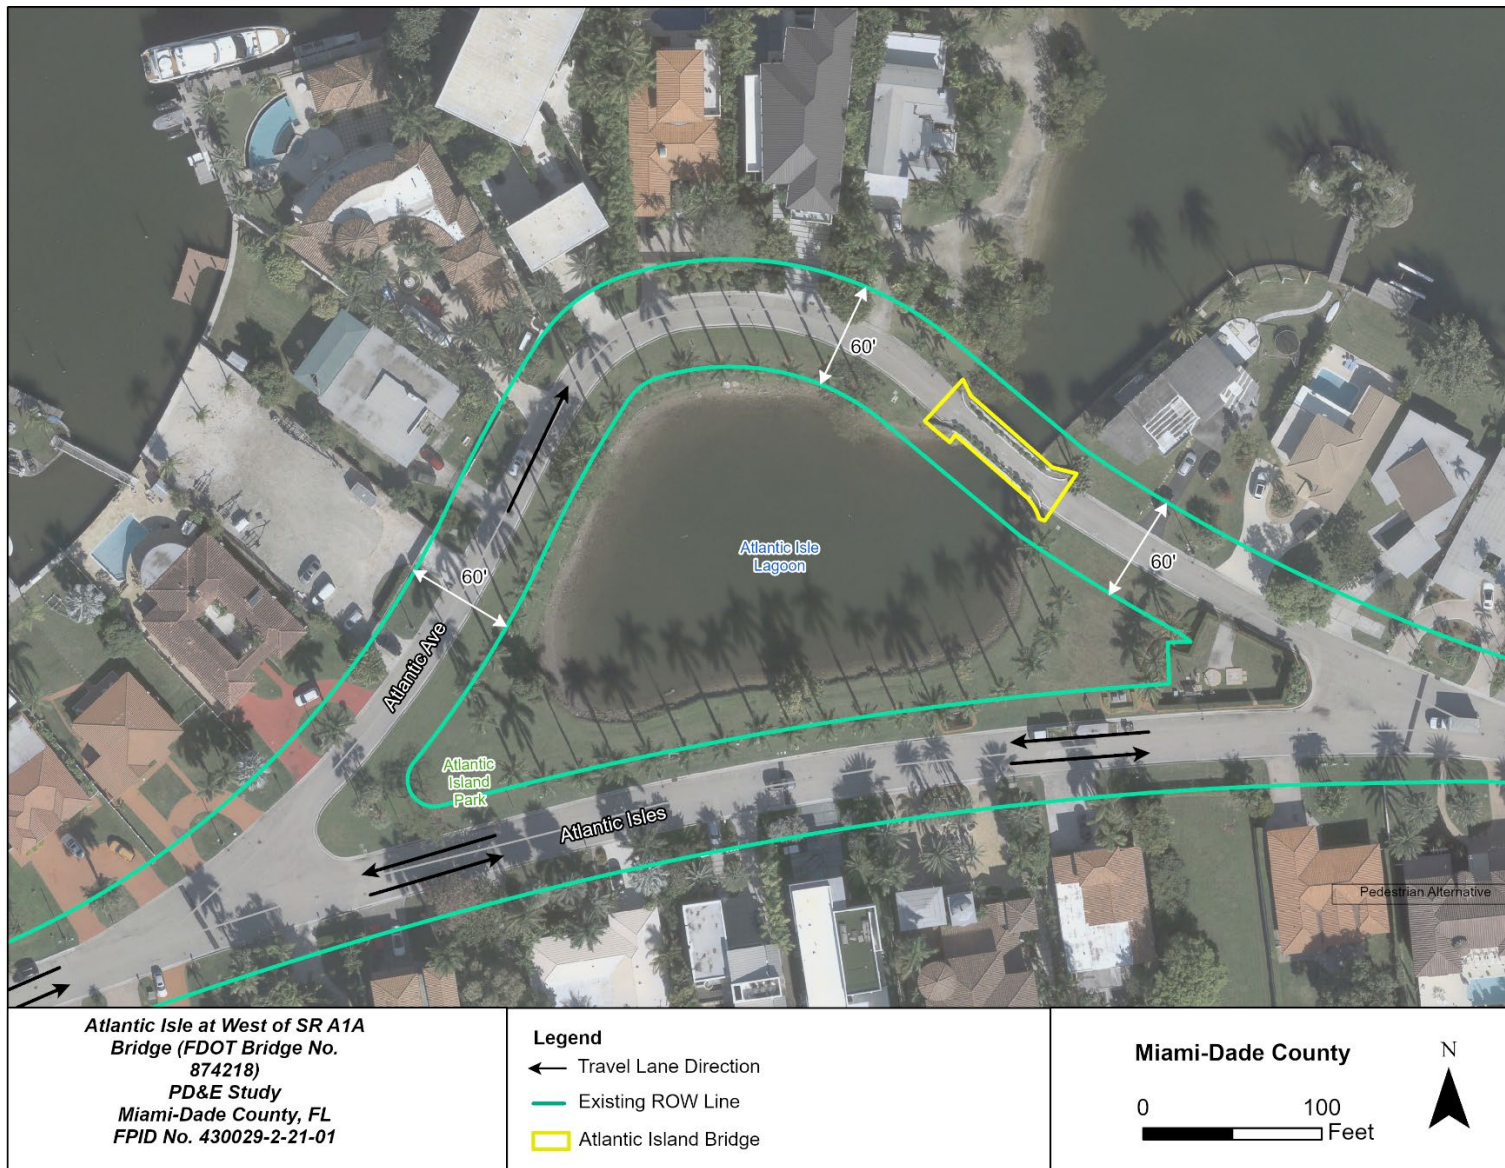 60'
60'
60'
60'
Atlantic Isle
Lagoon
Atlantic Ave
Atlantic
Island
Park
Atlantic Isles
Pedestrian Alternative
Atlantic Isle at West of SR A1A
Bridge (FDOT Bridge No.
874218)
PD&E Study
Miami-Dade County, FL
FPID No. 430029-2-21-01
Legend
Travel Lane Direction
Existing ROW Line
Atlantic Island Bridge
Miami-Dade County
N
0 100
Feet